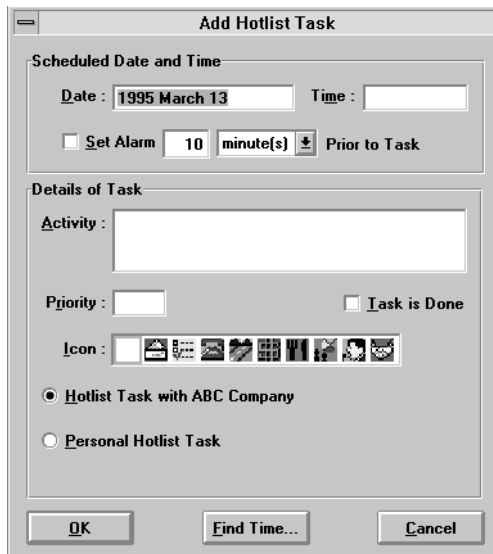 Add Hotlist Task
Scheduled Date and Time
Date : 1995 March 13 Time :
Set Alarm 10 minute(s) Prior to Task
Details of Task
Activity :
Priority : Task is Done
Icon :
Hotlist Task with ABC Company
Personal Hotlist Task
OK Find Time... Cancel